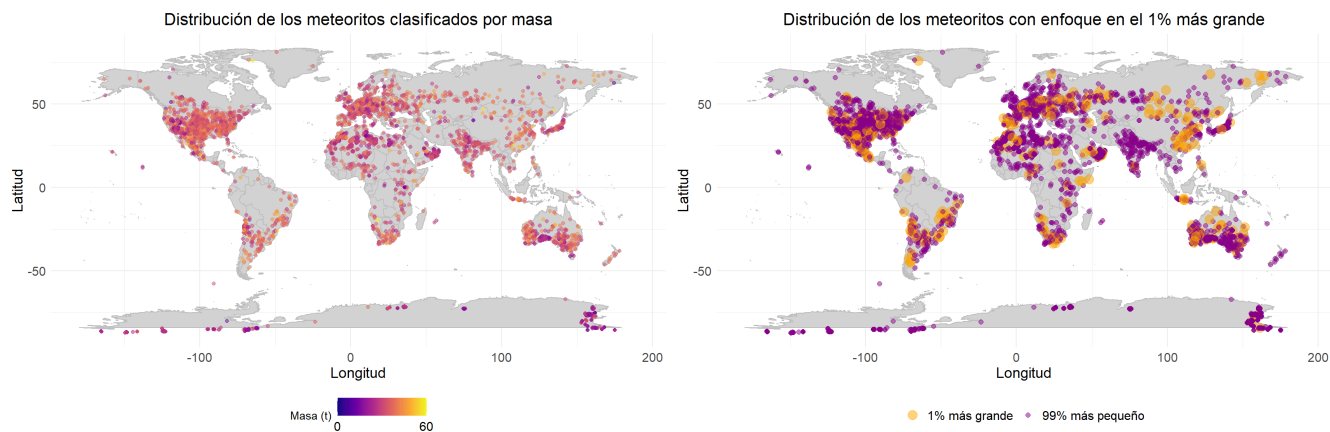 Distribución de los meteoritos clasificados por masa
50
0
-50
Latitud
-100
0
100
200
Longitud
Masa (t)
0
60
Distribución de los meteoritos con enfoque en el 1% más grande
50
0
-50
Latitud
-100
0
100
200
Longitud
1% más grande
99% más pequeño